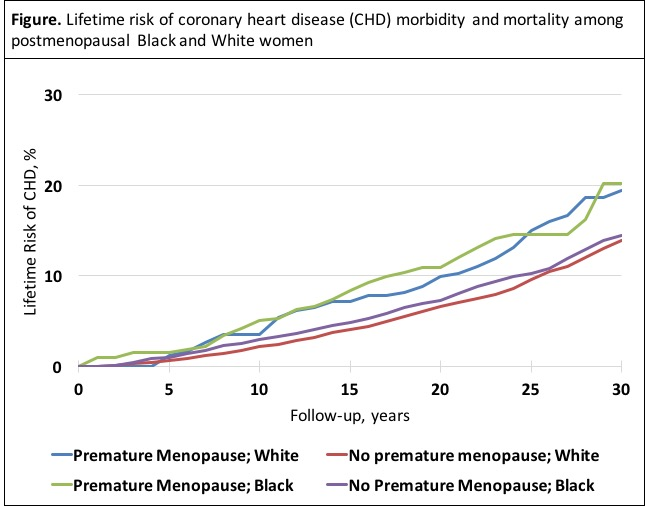 Figure. Lifetime risk of coronary heart disease (CHD) morbidity and mortality among
postmenopausal Black and White women
30
20
10
0
Lifetime Risk of CHD, %
0 5 10 15 20 25 30
Follow-up, years
Premature Menopause; White No premature menopause; White
Premature Menopause; Black No Premature Menopause; Black